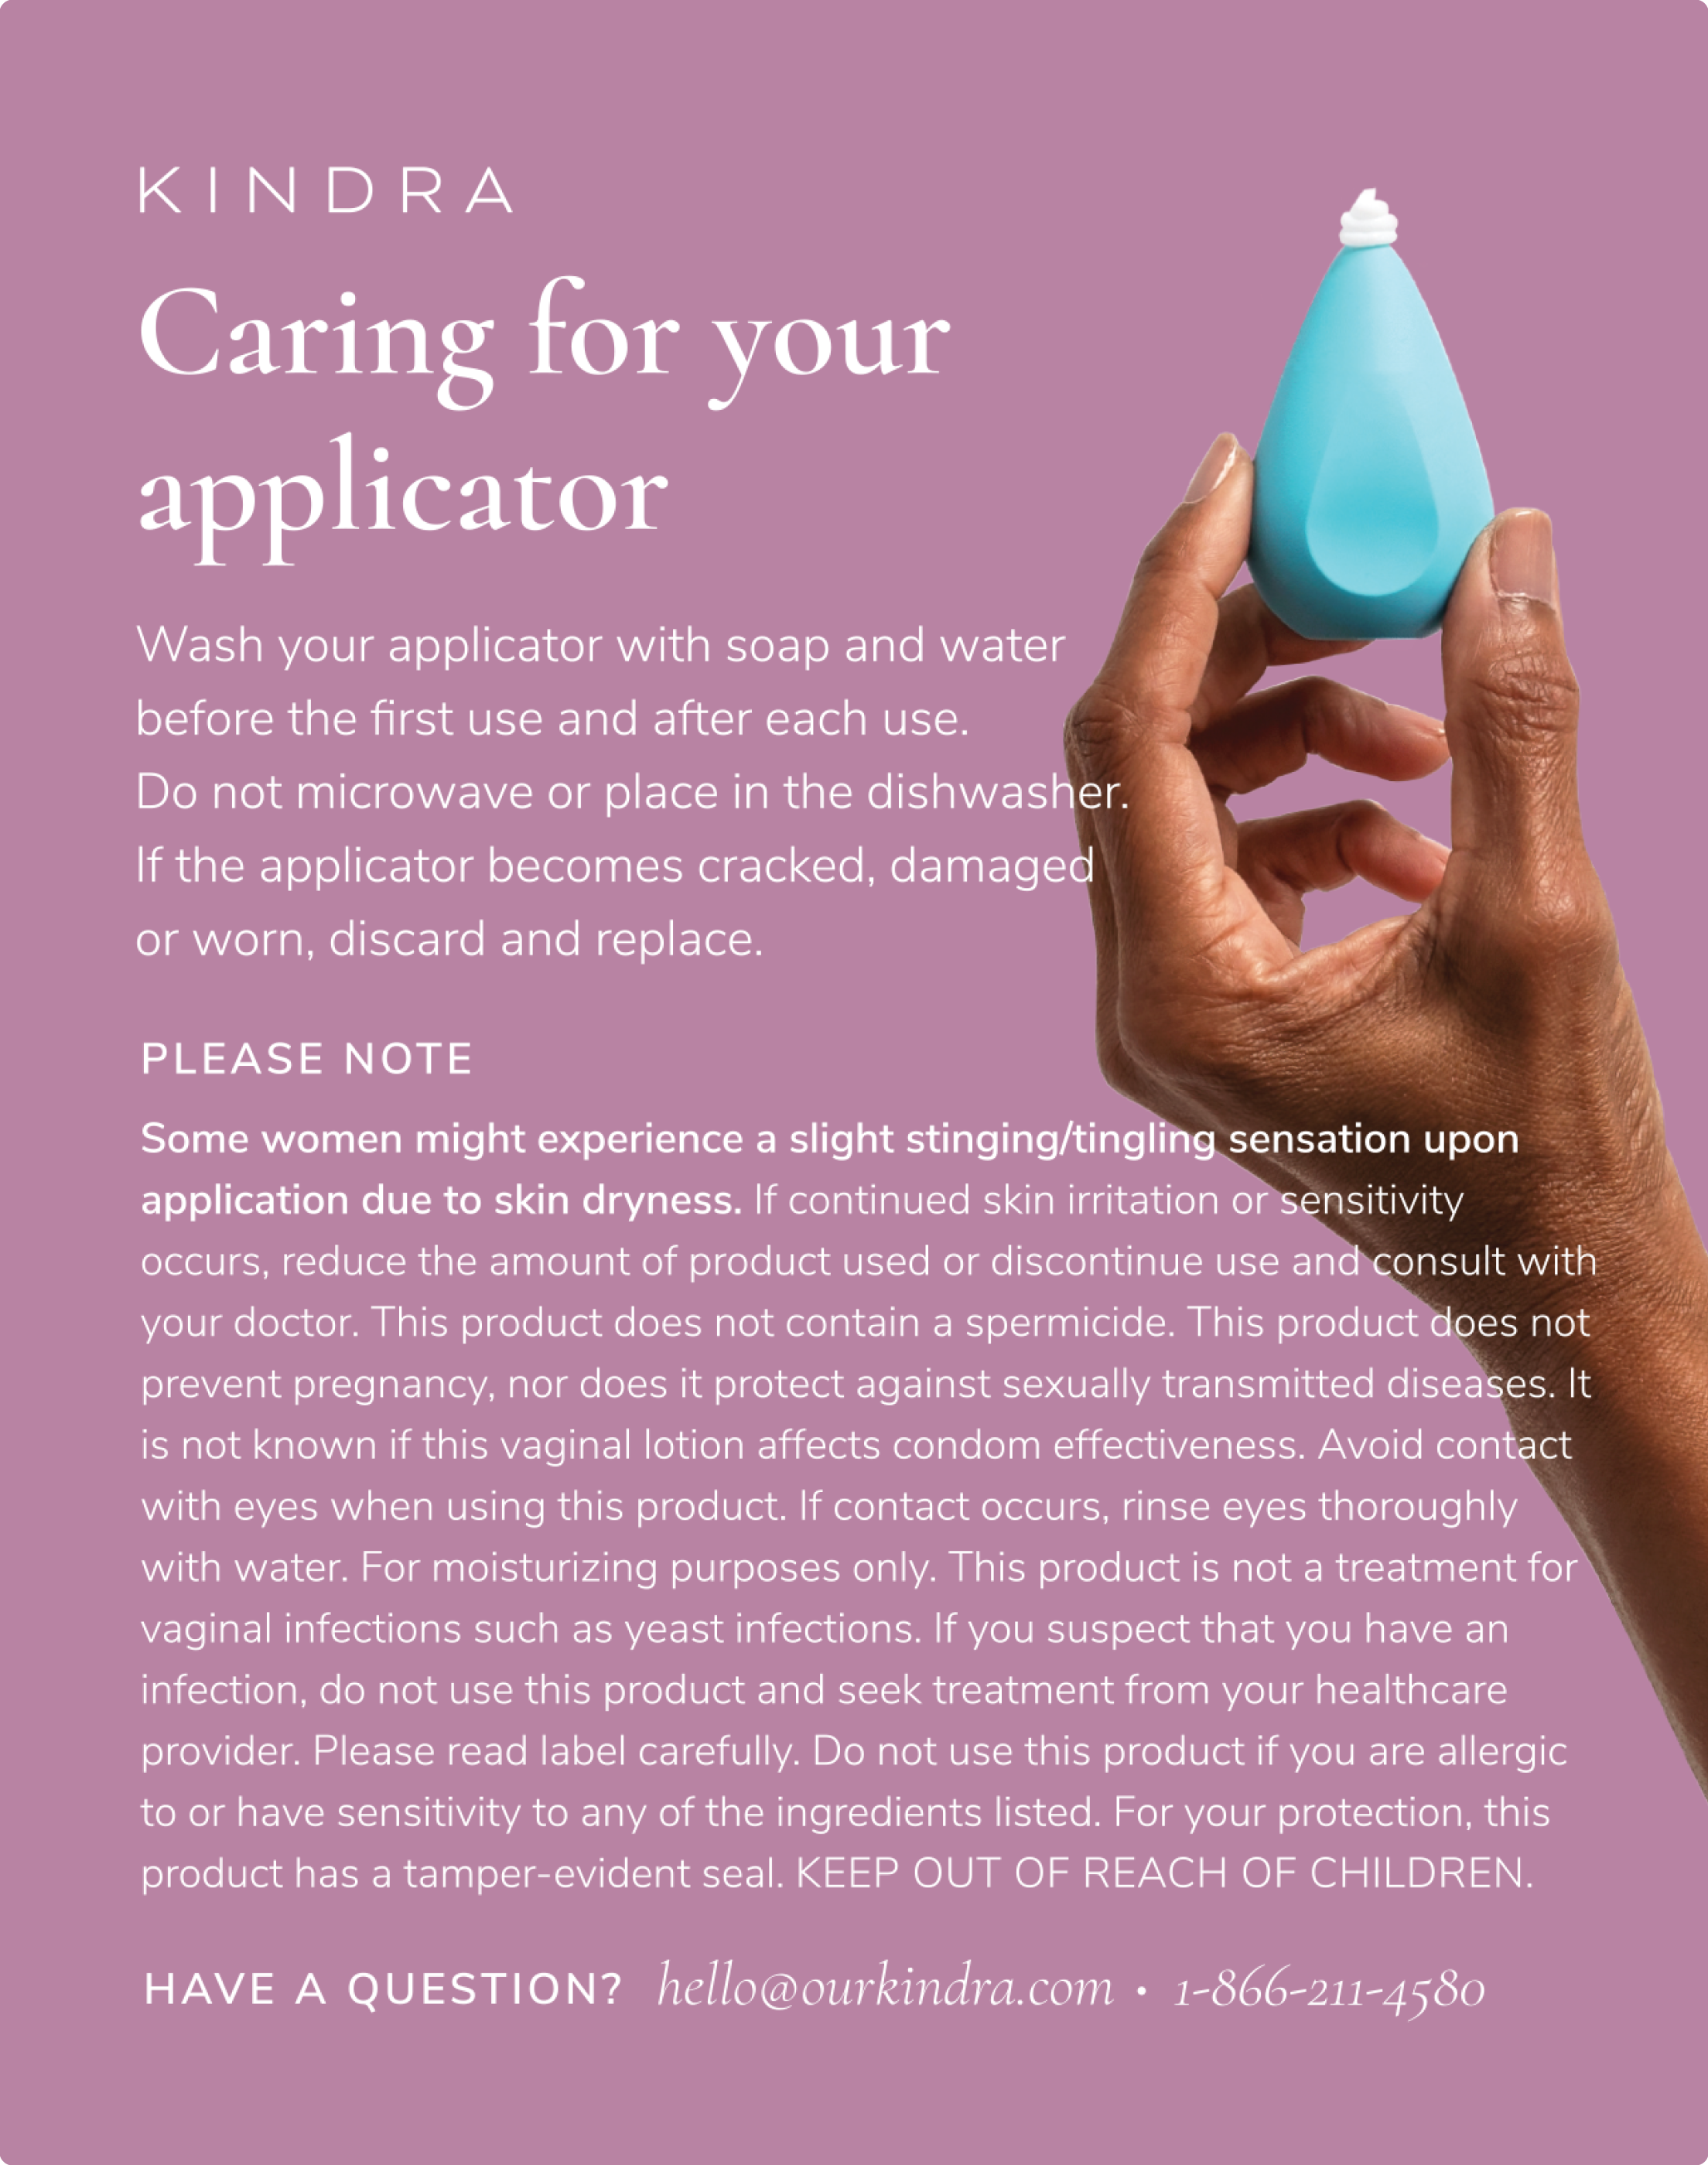 KINDRA
Caring for your
applicator
Wash your applicator with soap and water
before the first use and after each use.
Do not microwave or place in the dishwasher.
If the applicator becomes cracked, damaged
or worn, discard and replace.
PLEASE NOTE
Some women might experience a slight stinging/tingling sensation upon
application due to skin dryness. If continued skin irritation or sensitivity
occurs, reduce the amount of product used or discontinue use and consult with
your doctor. This product does not contain a spermicide. This product does not
prevent pregnancy, nor does it protect against sexually transmitted diseases. It
is not known if this vaginal lotion affects condom effectiveness. Avoid contact
with eyes when using this product. If contact occurs, rinse eyes thoroughly
with water. For moisturizing purposes only. This product is not a treatment for
vaginal infections such as yeast infections. If you suspect that you have an
infection, do not use this product and seek treatment from your healthcare
provider. Please read label carefully. Do not use this product if you are allergic
to or have sensitivity to any of the ingredients listed. For your protection, this
product has a tamper-evident seal. KEEP OUT OF REACH OF CHILDREN.
HAVE A QUESTION? hello@ourkindra.com • 1-866-211-4580